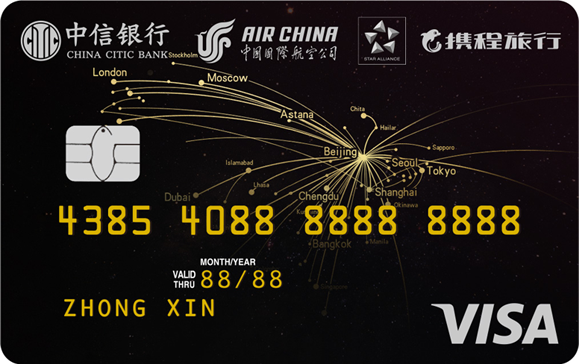 CITIC 中信银行 AIR CHINA 携程旅行
CHINA CITIC BANK 中国国际航空公司 STAR ALLIANCE
Stockholm
London
Moscow
Astana
Chita
Hailar
Beijing
Sapporo
Seoul
Tokyo
Islamabad
Lhasa
Dubai
Chengdu
Shanghai
Okinawa
4385 4088 8888 8888
Bangkok
Manila
MONTH/YEAR
VALID THRU 88/88
Singapore
ZHONG XIN
VISA